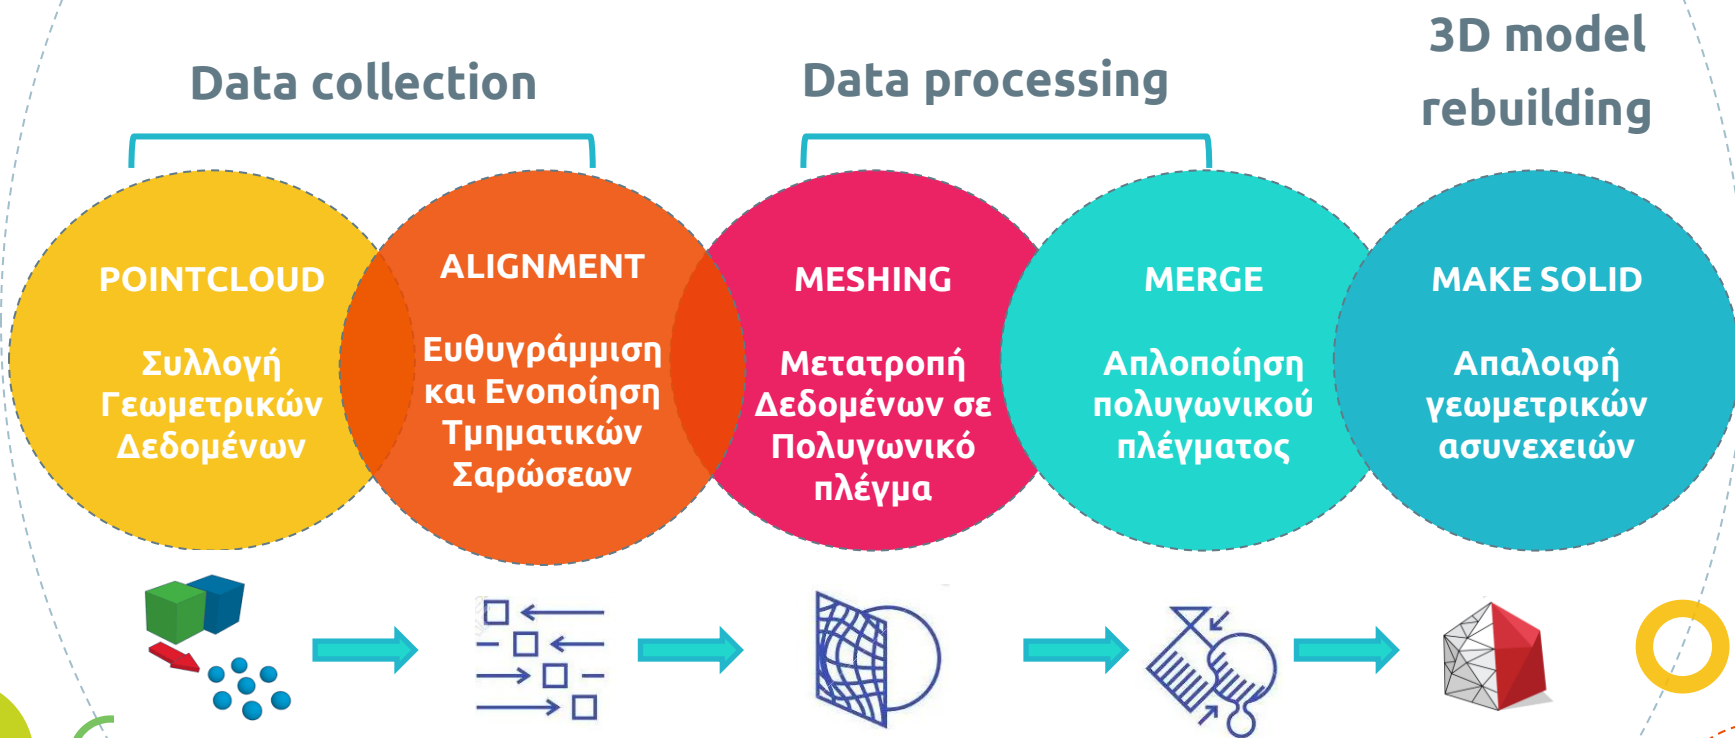 Data collection
Data processing
3D model
rebuilding
POINTCLOUD
Συλλογή
Γεωμετρικών
Δεδομένων
ALIGNMENT
Ευθυγράμμιση
και Ενοποίηση
Τμηματικών
Σαρώσεων
MESHING
Μετατροπή
Δεδομένων σε
Πολυγωνικό
πλέγμα
MERGE
Απλοποίηση
πολυγωνικού
πλέγματος
MAKE SOLID
Απαλοιφή
γεωμετρικών
ασυνεχειών